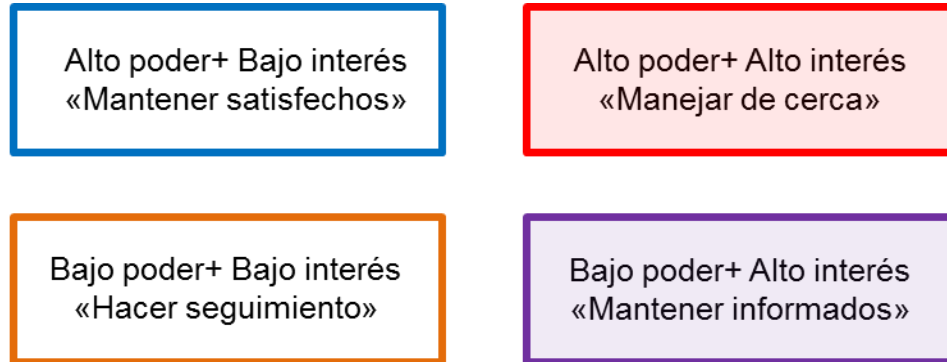 Alto poder+ Bajo interés
«Mantener satisfechos»
Alto poder+ Alto interés
«Manejar de cerca»
Bajo poder+ Bajo interés
«Hacer seguimiento»
Bajo poder+ Alto interés
«Mantener informados»